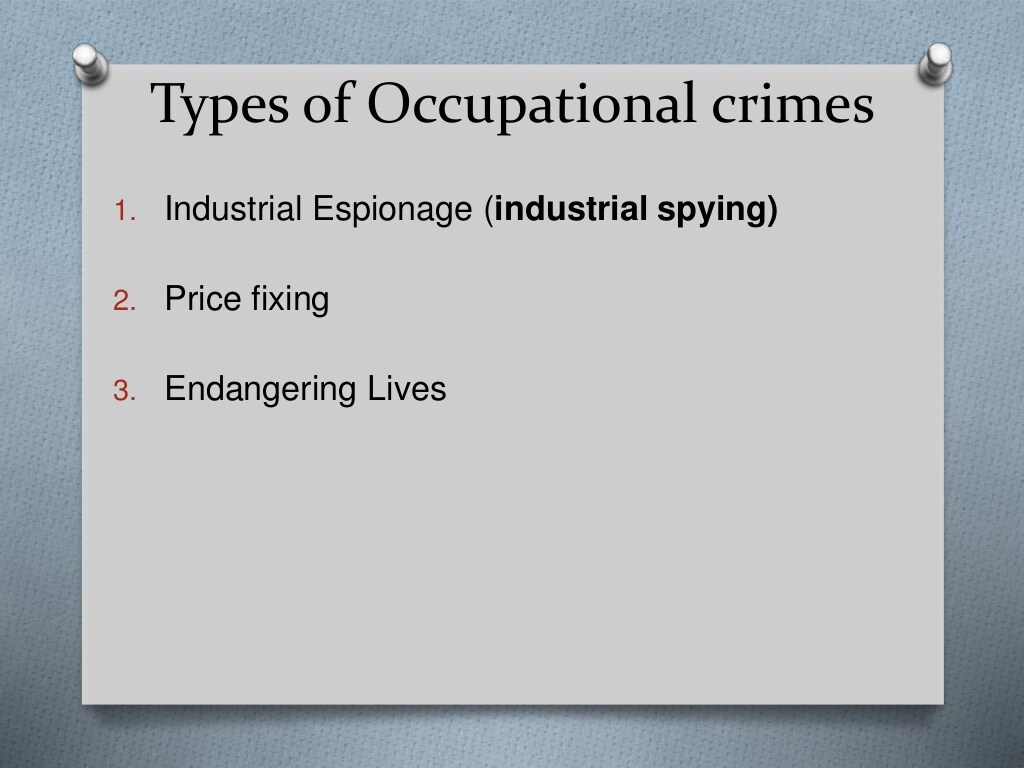 Types of Occupational crimes
1. Industrial Espionage (industrial spying)
2. Price fixing
3. Endangering Lives